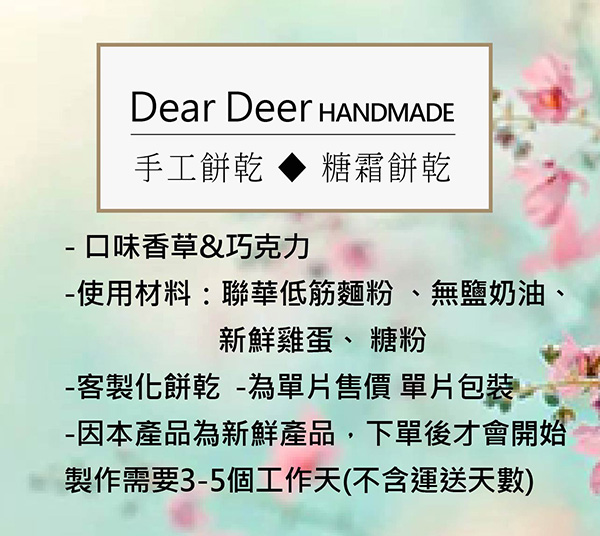 Dear Deer HANDMADE
手工餅乾 ◆ 糖霜餅乾
- 口味香草&巧克力
-使用材料：聯華低筋麵粉 、無鹽奶油、
新鮮雞蛋、 糖粉
-客製化餅乾 -為單片售價 單片包裝
-因本產品為新鮮產品，下單後才會開始
製作需要3-5個工作天(不含運送天數)